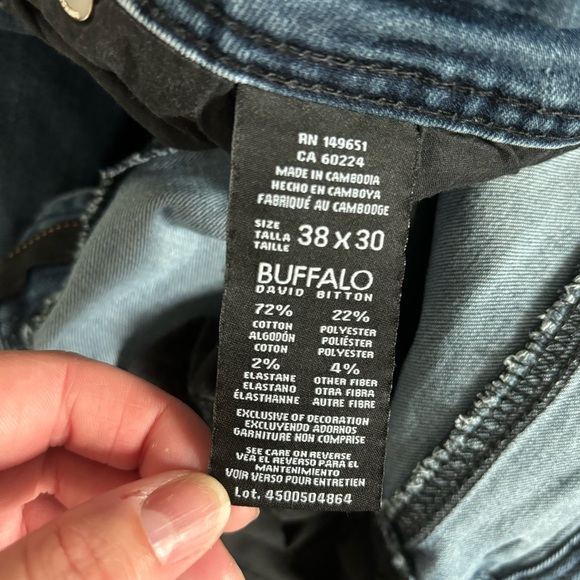 RN 149651
CA 60224
MADE IN CAMBODIA
HECHO EN CAMBOYA
FABRIQUÉ AU CAMBODGE
SIZE
TALLA
TAILLE
38 x 30
BUFFALO
DAVID BITTON
72% 22%
COTTON POLYESTER
ALGODÓN POLIÉSTER
COTON POLYESTER
2% 4%
ELASTANE OTHER FIBER
ELASTANO OTRA FIBRA
ÉLASTHANNE AUTRE FIBRE
EXCLUSIVE OF DECORATION
EXCLUYENDO ADORNOS
GARNITURE NON COMPRISE
SEE CARE ON REVERSE
VEA EL REVERSO PARA EL
MANTENIMIENTO
VOIR VERSO POUR ENTRETIEN
Lot. 4500504864